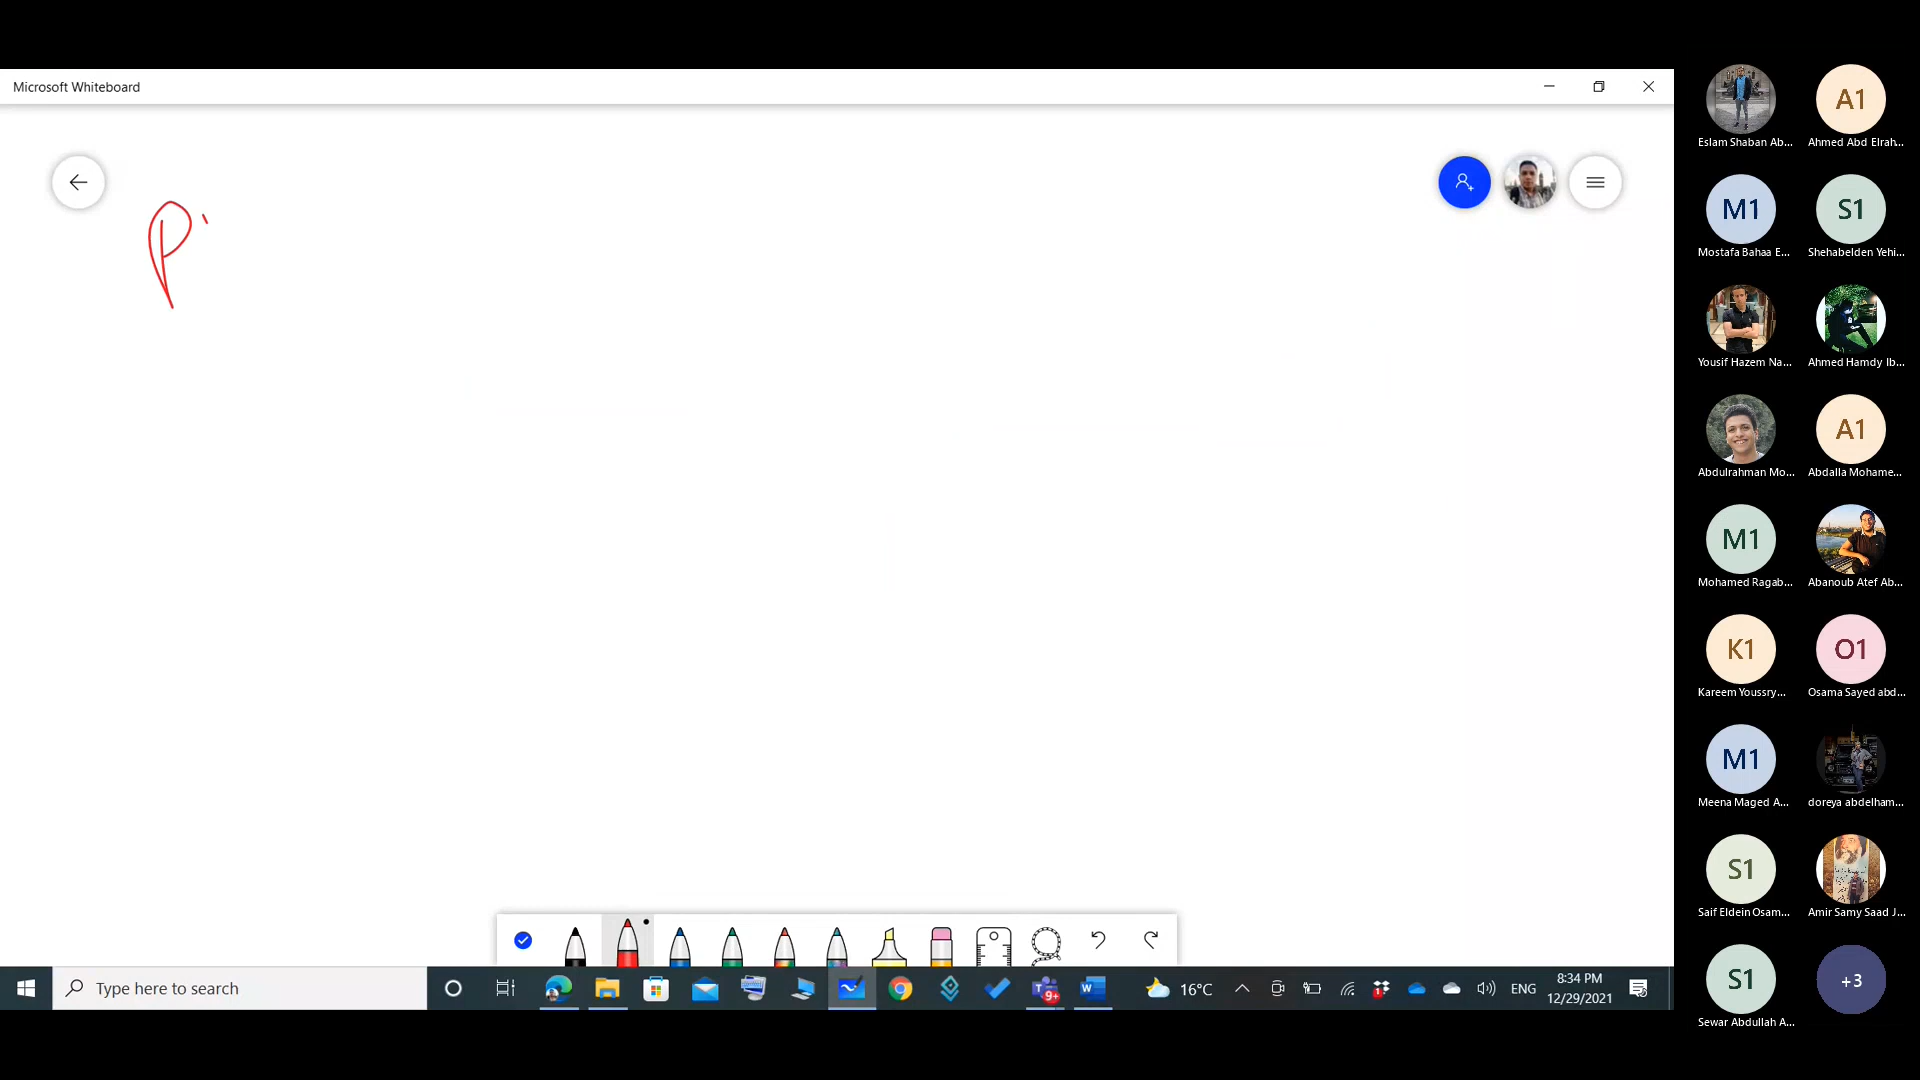 Microsoft Whiteboard
P'
Eslam Shaban Ab...
A1
Ahmed Abd Elrah...
M1
Mostafa Bahaa E...
S1
Shehabelden Yehi...
Yousif Hazem Na...
Ahmed Hamdy Ib...
Abdulrahman Mo...
A1
Abdalla Mohame...
M1
Mohamed Ragab...
Abanoub Atef Ab...
K1
Kareem Youssry...
O1
Osama Sayed abd...
M1
Meena Maged A...
doreya abdelham...
S1
Saif Eldein Osam...
Amir Samy Saad J...
S1
Sewar Abdullah A...
+3
Type here to search
9+
W
1
16°C
ENG
8:34 PM
12/29/2021